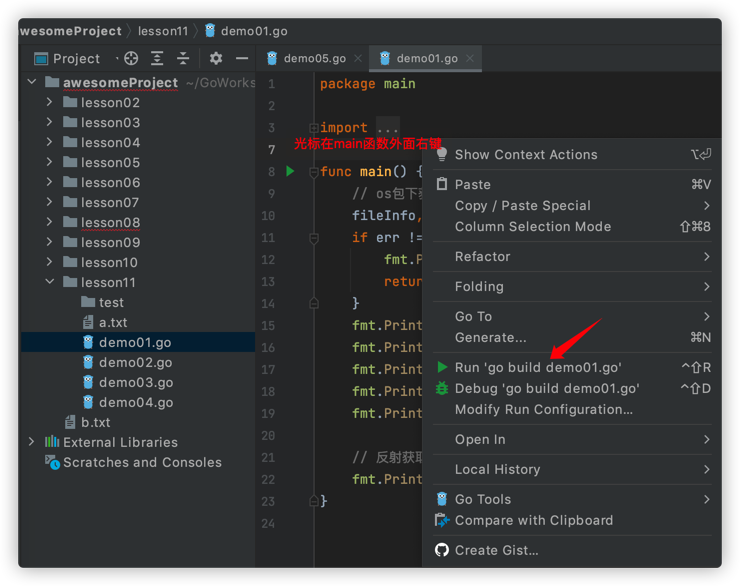 awesomeProject › lesson11 › demo01.go
Project
demo05.go
demo01.go
awesomeProject ~/GoWorks
lesson02
lesson03
lesson04
lesson05
lesson06
lesson07
lesson08
lesson09
lesson10
lesson11
test
a.txt
demo01.go
demo02.go
demo03.go
demo04.go
b.txt
External Libraries
Scratches and Consoles
1 package main
2
3 import ...
光标在main函数外面右键
7
8 func main() {
9 // os包下
10 fileInfo,
11 if err !=
12 fmt.P
13 return
14 }
15 fmt.Print
16 fmt.Print
17 fmt.Print
18 fmt.Print
19 fmt.Print
20
21 // 反射获取
22 fmt.Print
23 }
24
Show Context Actions ⌥⏎
Paste ⌘V
Copy / Paste Special
Column Selection Mode ⇧⌘8
Refactor
Folding
Go To
Generate... ⌘N
Run 'go build demo01.go' ^⇧R
Debug 'go build demo01.go' ^⇧D
Modify Run Configuration...
Open In
Local History
Go Tools
Compare with Clipboard
Create Gist...